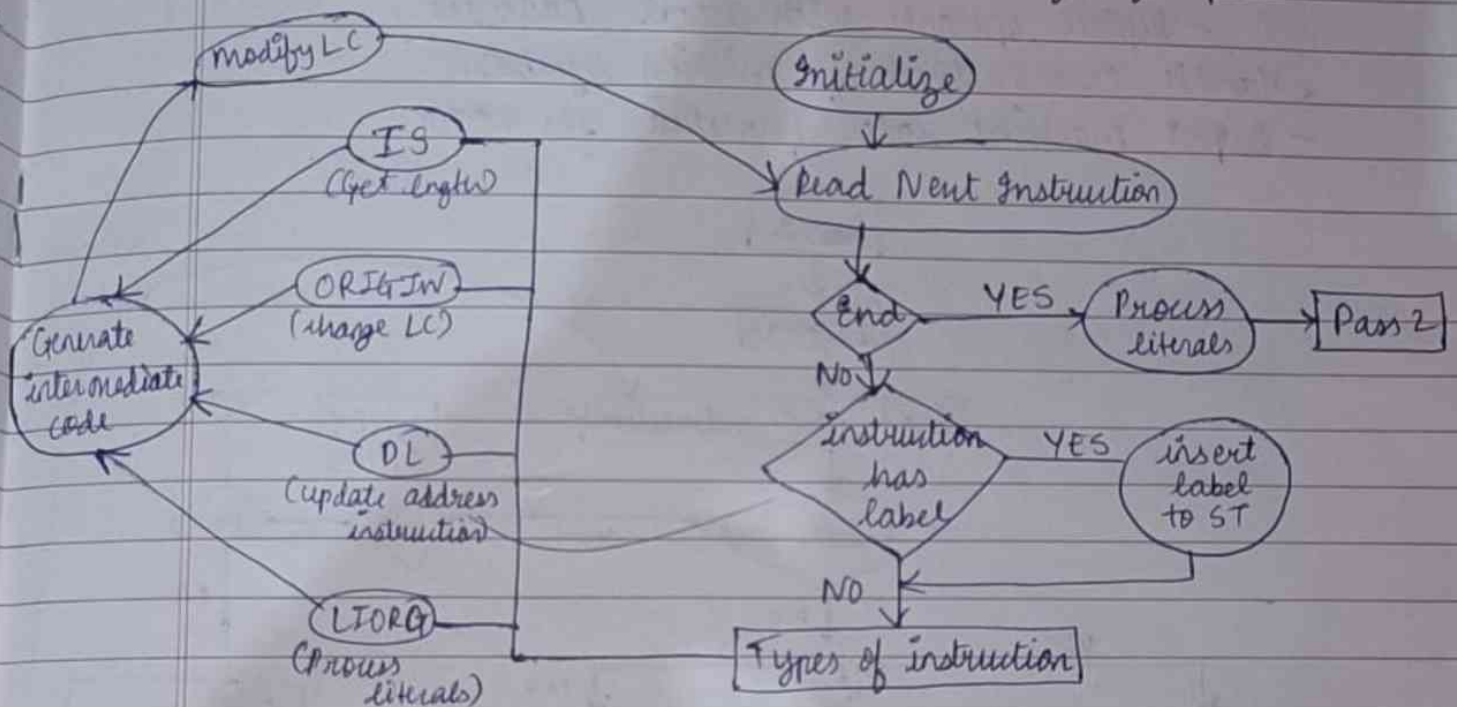 modify LC
Initialize
IS
(Get length)
Read Next Instruction
ORIGIN
(change LC)
End
YES
Process
literals
Pass 2
Generate
intermediate
code
NO
DL
(update address
instruction)
instruction
has
label
YES
insert
label
to ST
NO
LTORG
(Process
literals)
Types of instruction